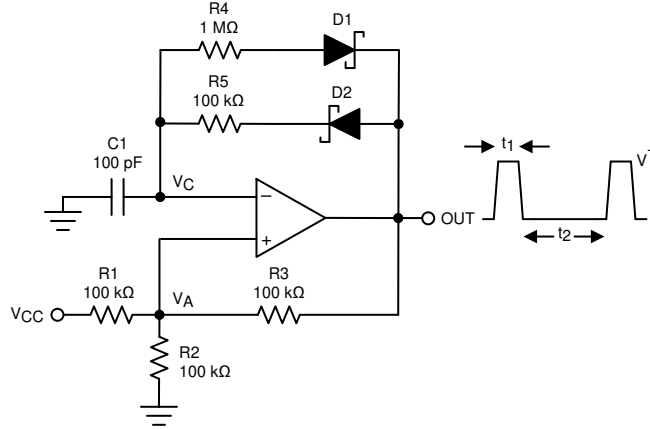 R4
1 MΩ
D1
R5
100 kΩ
D2
C1
100 pF
VC
−
+
OUT
t1
V
t2
R1
100 kΩ
R3
100 kΩ
VCC
VA
R2
100 kΩ